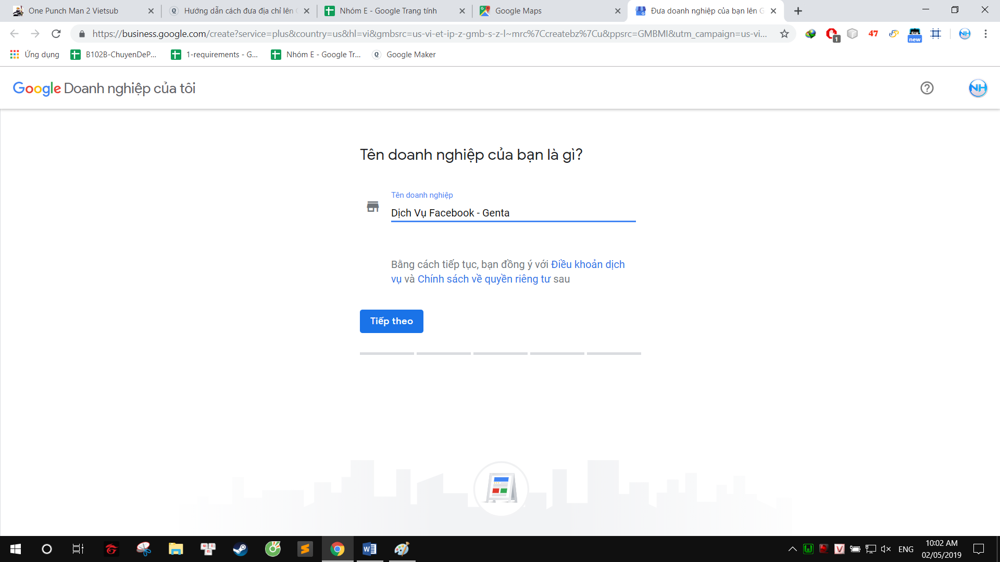 One Punch Man 2 Vietsub
Hướng dẫn cách đưa địa chỉ lên
Nhóm E - Google Trang tính
Google Maps
Đưa doanh nghiệp của bạn lên G
https://business.google.com/create?service=plus&country=us&hl=vi&gmbsrc=us-vi-et-ip-z-gmb-s-z-l~mrc%7Ccreatebz%7Cu&ppsrc=GMBMI&utm_campaign=us-vi...
1
47
new
NH
Ứng dụng
B102B-ChuyenDeP...
1-requirements - G...
Nhóm E - Google Tr...
Google Maker
Google Doanh nghiệp của tôi
NH
Tên doanh nghiệp của bạn là gì?
Tên doanh nghiệp
Dịch Vụ Facebook - Genta
Bằng cách tiếp tục, bạn đồng ý với Điều khoản dịch
vụ và Chính sách về quyền riêng tư sau
Tiếp theo
ENG
10:02 AM
02/05/2019